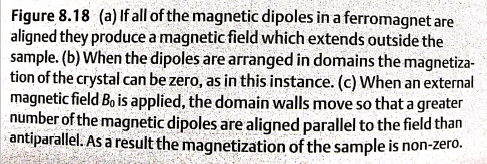 Figure 8.18 (a) If all of the magnetic dipoles in a ferromagnet are
aligned they produce a magnetic field which extends outside the
sample. (b) When the dipoles are arranged in domains the magnetiza-
tion of the crystal can be zero, as in this instance. (c) When an external
magnetic field B₀ is applied, the domain walls move so that a greater
number of the magnetic dipoles are aligned parallel to the field than
antiparallel. As a result the magnetization of the sample is non-zero.